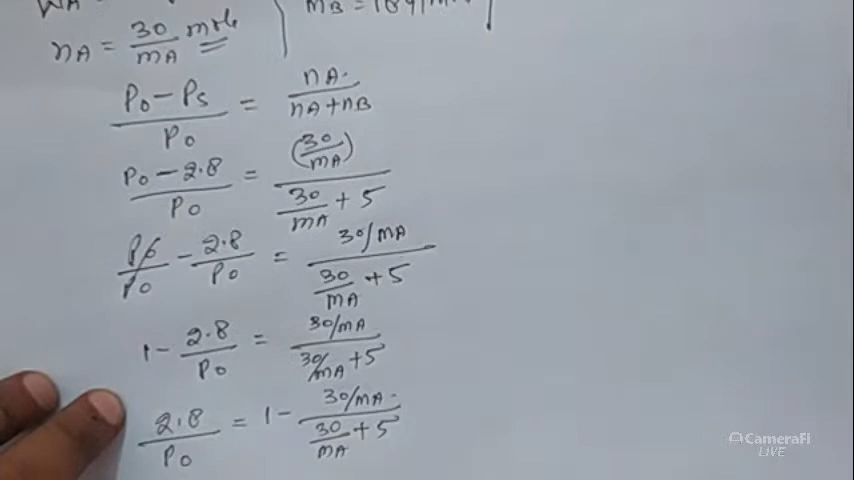 nA = 30/mA mole
P0 - Ps / P0 = nA / nA + nB
P0 - 2.8 / P0 = (30/mA) / 30/mA + 5
P0/P0 - 2.8/P0 = 30/MA / 30/MA + 5
1 - 2.8/P0 = 30/MA / 30/MA + 5
2.8/P0 = 1 - 30/MA / 30/MA + 5
CameraFi
LIVE